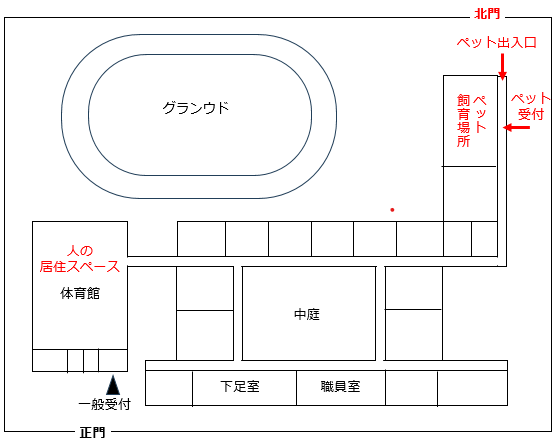 北門
ペット出入口
グランウド
ペット
飼育場所
ペット
受付
人の
居住スペース
体育館
中庭
下足室
職員室
一般受付
正門